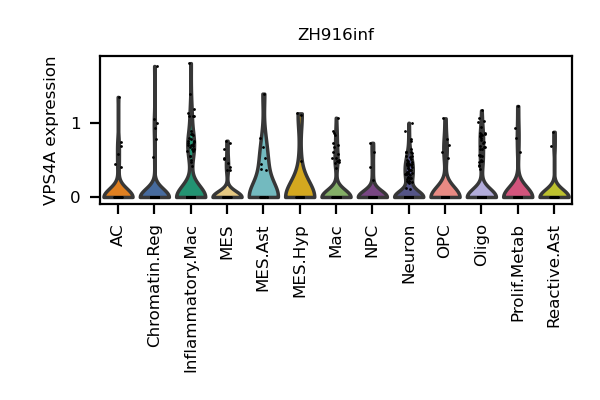 ZH916inf
VPS4A expression
1
0
AC
Chromatin.Reg
Inflammatory.Mac
MES
MES.Ast
MES.Hyp
Mac
NPC
Neuron
OPC
Oligo
Prolif.Metab
Reactive.Ast